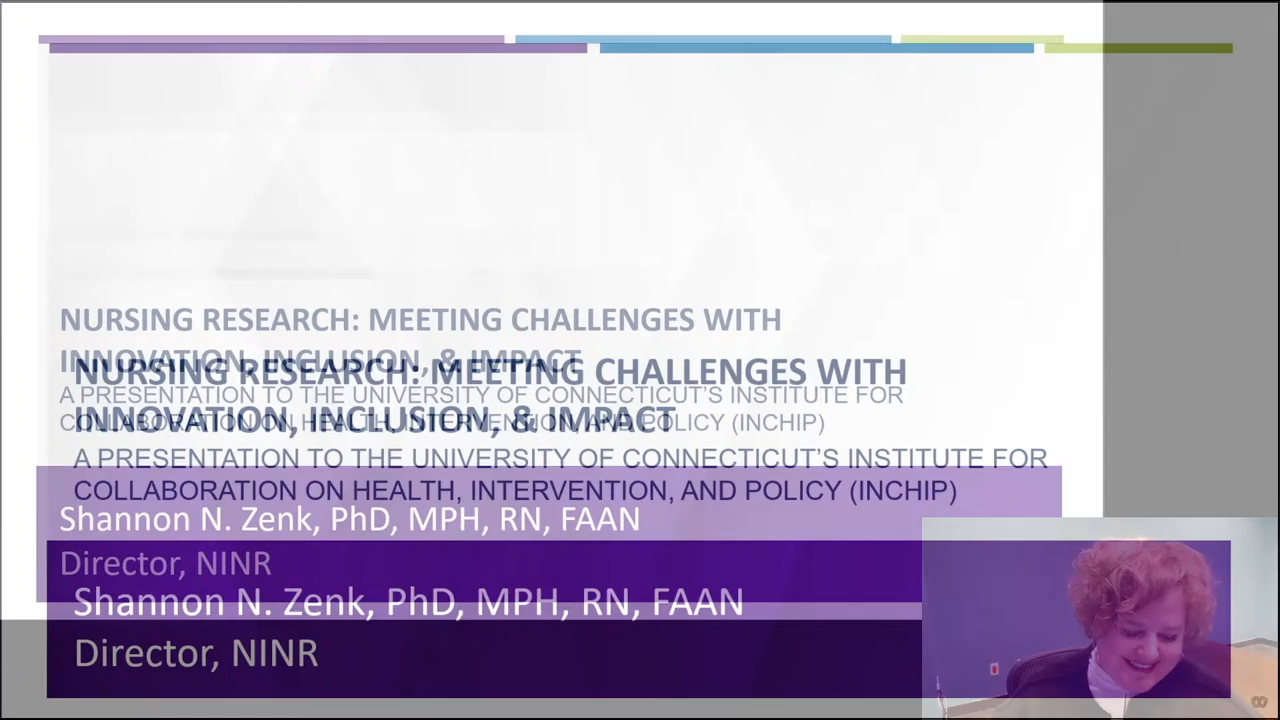 NURSING RESEARCH: MEETING CHALLENGES WITH
INNOVATION, INCLUSION, & IMPACT
A PRESENTATION TO THE UNIVERSITY OF CONNECTICUT’S INSTITUTE FOR
COLLABORATION ON HEALTH, INTERVENTION, AND POLICY (INCHIP)
Shannon N. Zenk, PhD, MPH, RN, FAAN
Director, NINR
NURSING RESEARCH: MEETING CHALLENGES WITH
INNOVATION, INCLUSION, & IMPACT
A PRESENTATION TO THE UNIVERSITY OF CONNECTICUT’S INSTITUTE FOR
COLLABORATION ON HEALTH, INTERVENTION, AND POLICY (INCHIP)
Shannon N. Zenk, PhD, MPH, RN, FAAN
Director, NINR